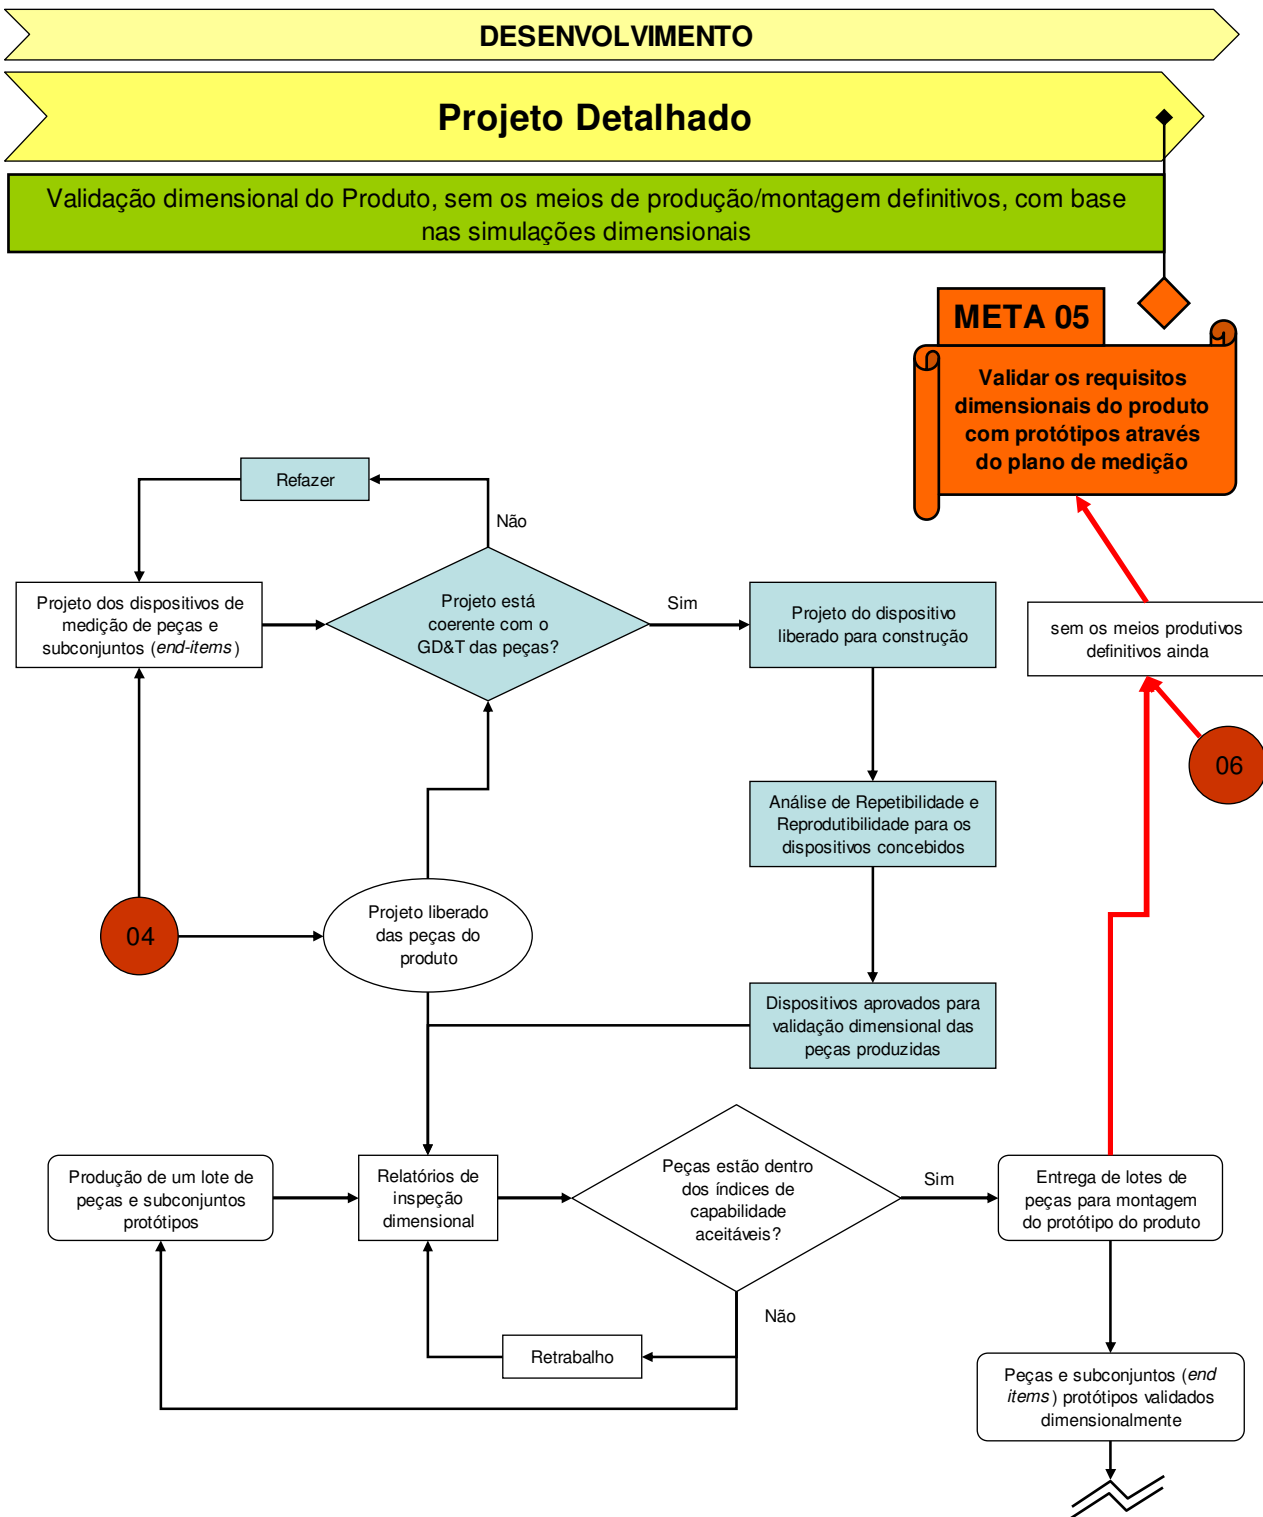 DESENVOLVIMENTO
Projeto Detalhado
Validação dimensional do Produto, sem os meios de produção/montagem definitivos, com base
nas simulações dimensionais
META 05
Validar os requisitos
dimensionais do produto
com protótipos através
do plano de medição
Refazer
Não
Projeto dos dispositivos de
medição de peças e
subconjuntos (end-items)
Projeto está
coerente com o
GD&T das peças?
Sim
Projeto do dispositivo
liberado para construção
sem os meios produtivos
definitivos ainda
06
Análise de Repetibilidade e
Reprodutibilidade para os
dispositivos concebidos
04
Projeto liberado
das peças do
produto
Dispositivos aprovados para
validação dimensional das
peças produzidas
Produção de um lote de
peças e subconjuntos
protótipos
Relatórios de
inspeção
dimensional
Peças estão dentro
dos índices de
capabilidade
aceitáveis?
Sim
Entrega de lotes de
peças para montagem
do protótipo do produto
Não
Retrabalho
Peças e subconjuntos (end
items) protótipos validados
dimensionalmente